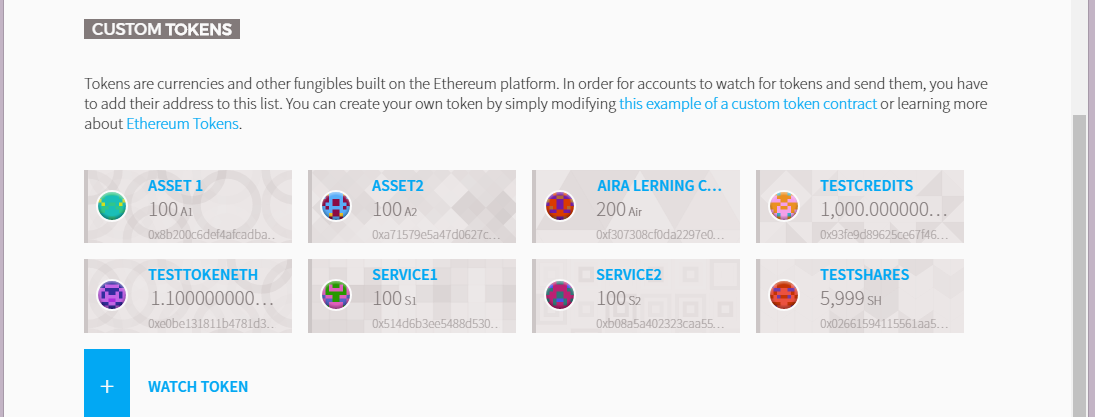 CUSTOM TOKENS
Tokens are currencies and other fungibles built on the Ethereum platform. In order for accounts to watch for tokens and send them, you have
to add their address to this list. You can create your own token by simply modifying this example of a custom token contract or learning more
about Ethereum Tokens.
ASSET 1
100 A1
0x8b200c6def4afcadba…
ASSET2
100 A2
0xa71579e5a47d0627c…
AIRA LERNING C…
200 Air
0xf307308cf0da2297e0…
TESTCREDITS
1,000.000000…
0x93fe9d89625ce67f46…
TESTTOKENETH
1.100000000…
0xe0be131811b4781d3…
SERVICE1
100 S1
0x514d6b3ee5488d530…
SERVICE2
100 S2
0xb08a5a402323caa55…
TESTSHARES
5,999 SH
0x02661594115561aa5…
+ WATCH TOKEN